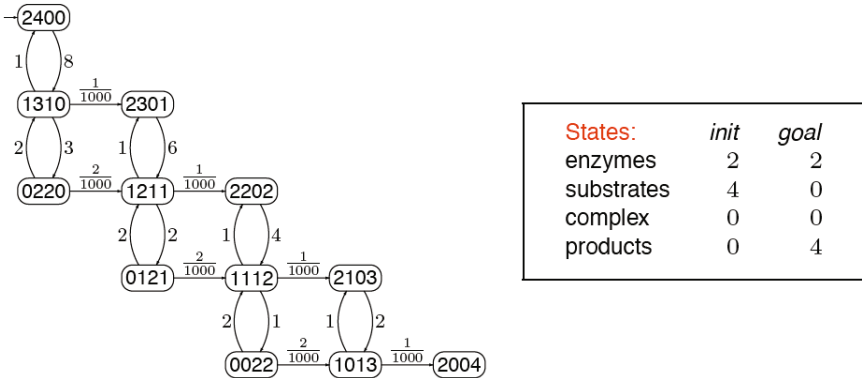 2400
1 8
1/1000
1310 2301
2 3 1 6
2/1000 1/1000
0220 1211 2202
2 2 1 4
2/1000 1/1000
0121 1112 2103
2 1 1 2
2/1000 1/1000
0022 1013 2004
States: init goal
enzymes 2 2
substrates 4 0
complex 0 0
products 0 4